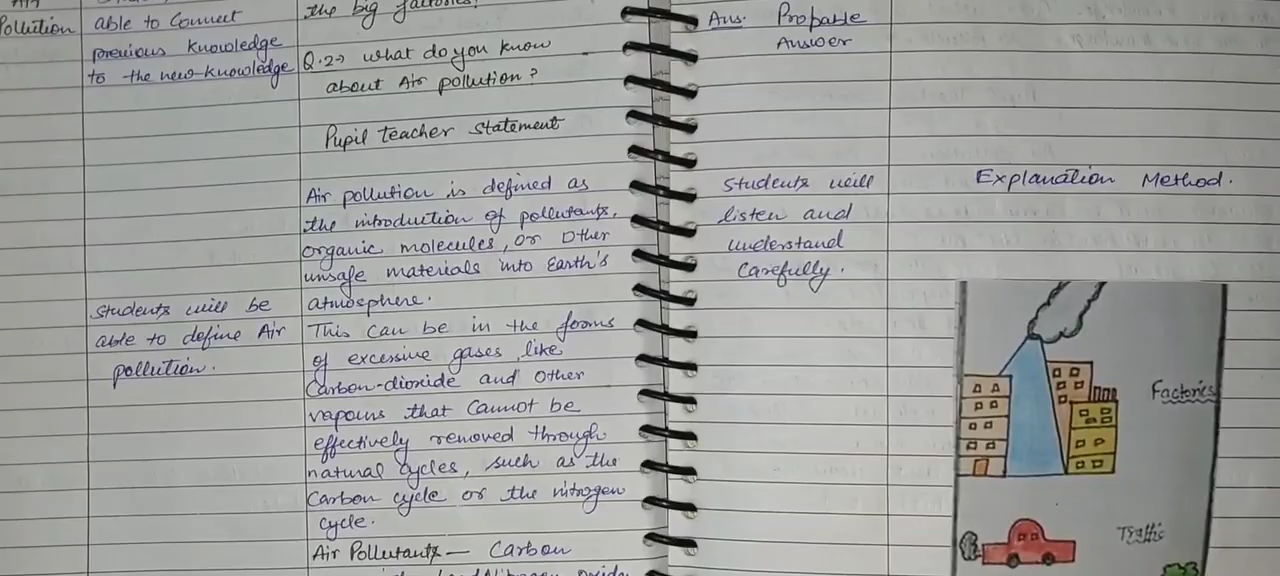 Pollution
able to Connect
previous knowledge
to the new knowledge
Students will be
able to define Air
pollution.
the big factories.
Q.2→ what do you know
about Air pollution?
Pupil teacher statement
Air pollution is defined as
the introduction of pollutants,
organic molecules, or other
unsafe materials into Earth's
atmosphere.
This can be in the forms
of excessive gases like
Carbon-dioxide and other
vapours that cannot be
effectively removed through
natural cycles, such as the
Carbon cycle or the nitrogen
cycle.
Air Pollutants — Carbon
Ans. Probable
Answer
Students will
listen and
understand
Carefully.
Explanation Method.
Factories
Traffic